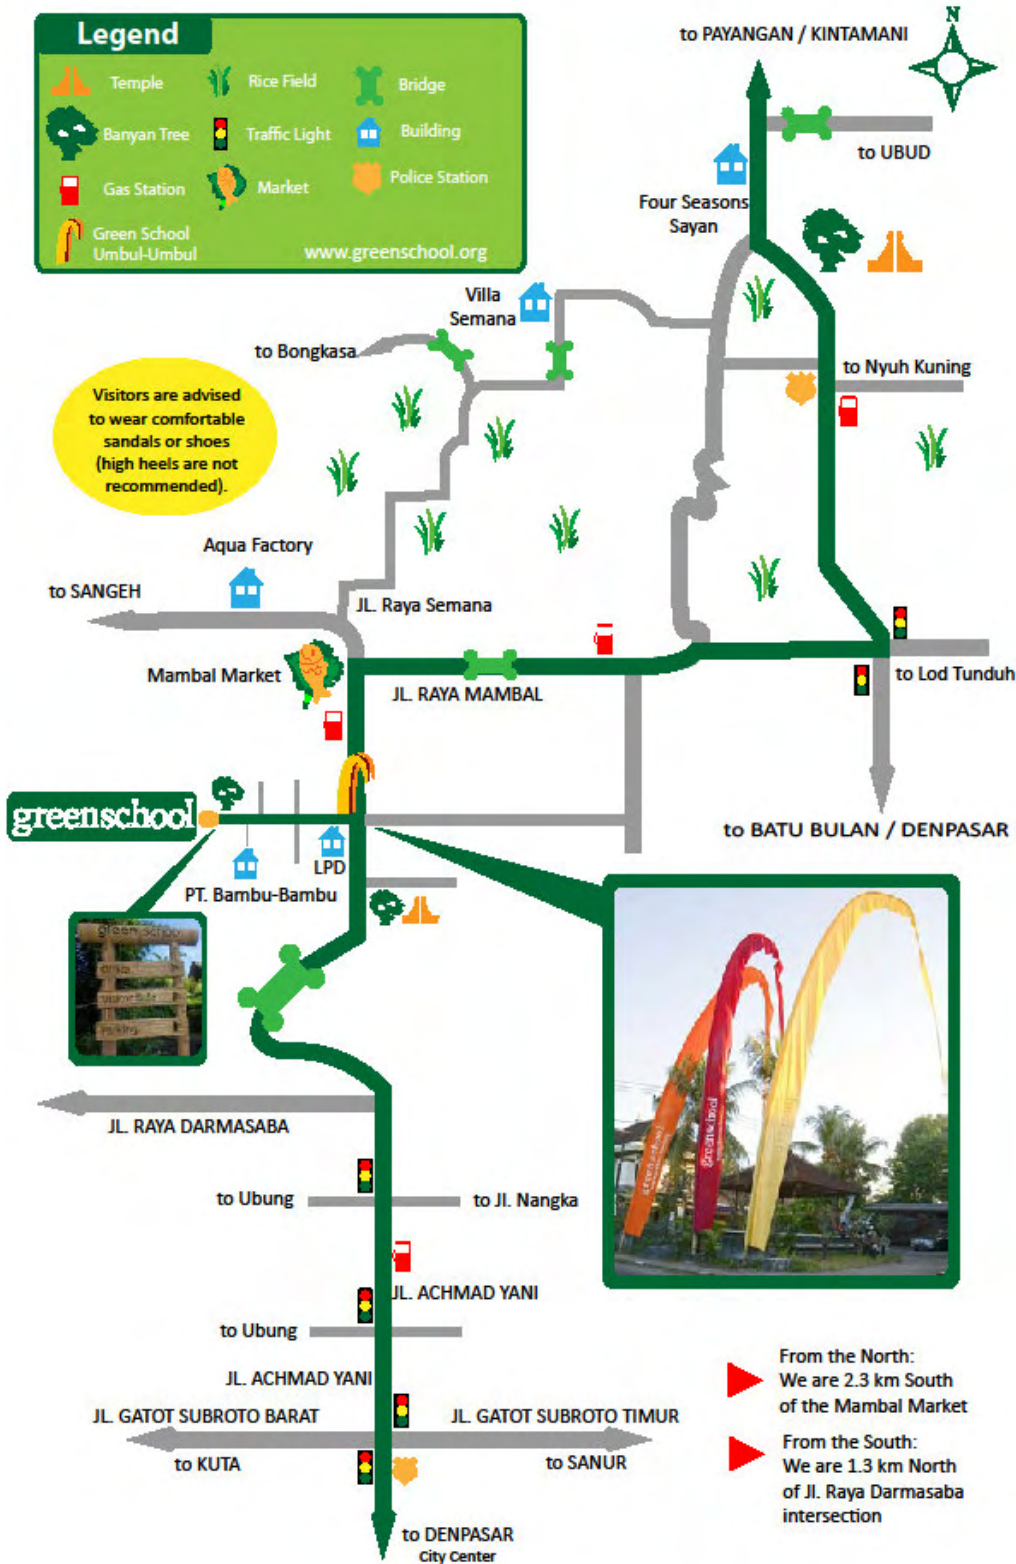 Legend
Temple
Rice Field
Bridge
Banyan Tree
Traffic Light
Building
Gas Station
Market
Police Station
Green School
Umbul-Umbul
www.greenschool.org
N
to PAYANGAN / KINTAMANI
to UBUD
Four Seasons
Sayan
Villa
Semana
to Bongkasa
to Nyuh Kuning
Visitors are advised
to wear comfortable
sandals or shoes
(high heels are not
recommended).
Aqua Factory
to SANGEH
JL. Raya Semana
Mambal Market
JL. RAYA MAMBAL
to Lod Tunduh
greenschool
to BATU BULAN / DENPASAR
LPD
PT. Bambu-Bambu
green school
parking
greenschool
greenschool
JL. RAYA DARMASABA
to Ubung
to Jl. Nangka
JL. ACHMAD YANI
to Ubung
JL. ACHMAD YANI
JL. GATOT SUBROTO BARAT
JL. GATOT SUBROTO TIMUR
to KUTA
to SANUR
to DENPASAR
City Center
From the North:
We are 2.3 km South
of the Mambal Market
From the South:
We are 1.3 km North
of Jl. Raya Darmasaba
intersection